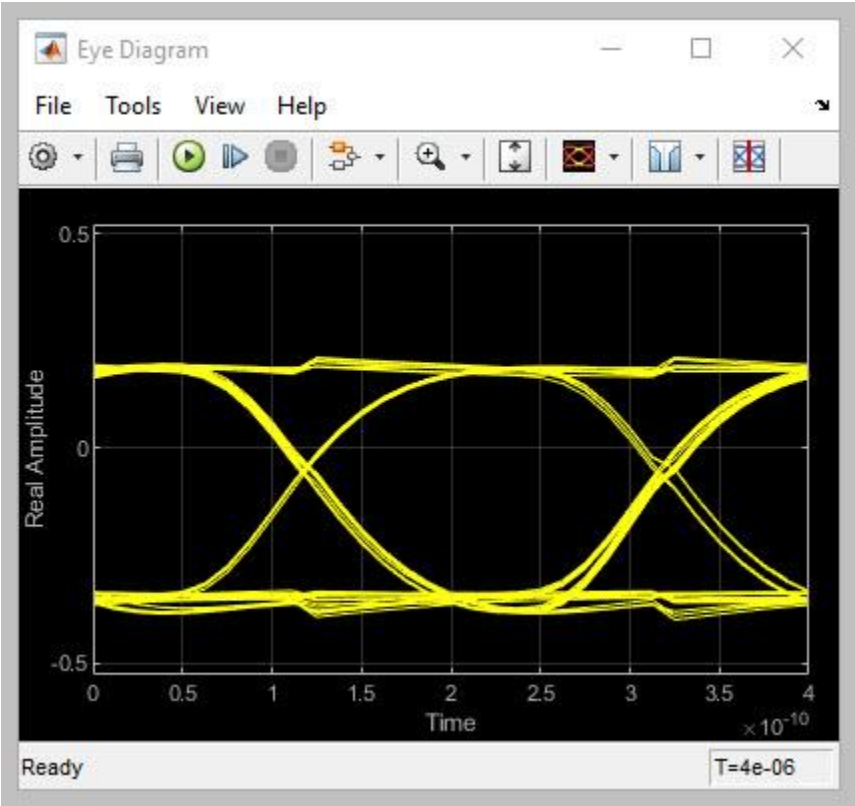 Eye Diagram
File Tools View Help
0.5
0
-0.5
Real Amplitude
0 0.5 1 1.5 2 2.5 3 3.5 4
Time
×10⁻¹⁰
Ready T=4e-06